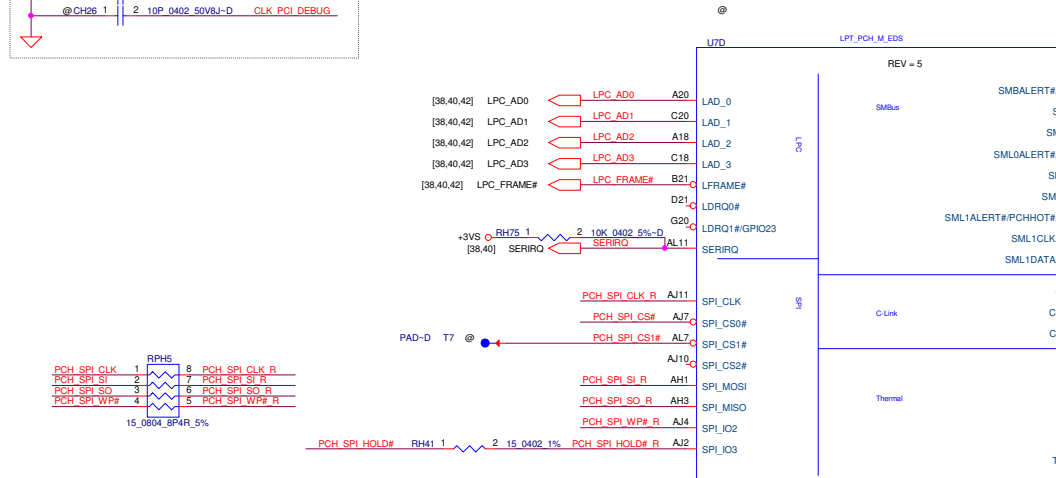 @CH26 1 2 10P_0402_50V8J~D CLK_PCI_DEBUG
@
U7D LPT_PCH_M_EDS
REV = 5
SMBus
LPC
SPI
C-Link
Thermal
[38,40,42] LPC_AD0 LPC_AD0 A20 LAD_0
[38,40,42] LPC_AD1 LPC_AD1 C20 LAD_1
[38,40,42] LPC_AD2 LPC_AD2 A18 LAD_2
[38,40,42] LPC_AD3 LPC_AD3 C18 LAD_3
[38,40,42] LPC_FRAME# LPC_FRAME# B21 LFRAME#
D21 LDRQ0#
G20 LDRQ1#/GPIO23
+3VS RH75 1 2 10K_0402_5%~D
[38,40] SERIRQ SERIRQ AL11 SERIRQ
PCH_SPI_CLK_R AJ11 SPI_CLK
PCH_SPI_CS# AJ7 SPI_CS0#
PAD~D T7 @ PCH_SPI_CS1# AL7 SPI_CS1#
AJ10 SPI_CS2#
PCH_SPI_SI_R AH1 SPI_MOSI
PCH_SPI_SO_R AH3 SPI_MISO
PCH_SPI_WP#_R AJ4 SPI_IO2
PCH_SPI_HOLD# RH41 1 2 15_0402_1% PCH_SPI_HOLD#_R AJ2 SPI_IO3
RPH5
PCH_SPI_CLK 1 8 PCH_SPI_CLK_R
PCH_SPI_SI 2 7 PCH_SPI_SI_R
PCH_SPI_SO 3 6 PCH_SPI_SO_R
PCH_SPI_WP# 4 5 PCH_SPI_WP#_R
15_0804_8P4R_5%
SMBALERT#
S
SM
SML0ALERT#
SM
SML1ALERT#/PCHHOT#
SML1CLK
SML1DATA
C
C
T